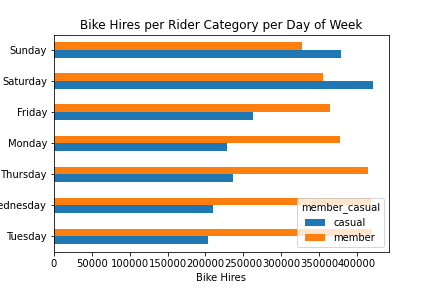 Bike Hires per Rider Category per Day of Week
Sunday
Saturday
Friday
Monday
Thursday
ednesday
Tuesday
member_casual
casual
member
0 50000 100000 150000 200000 250000 300000 350000 400000
Bike Hires